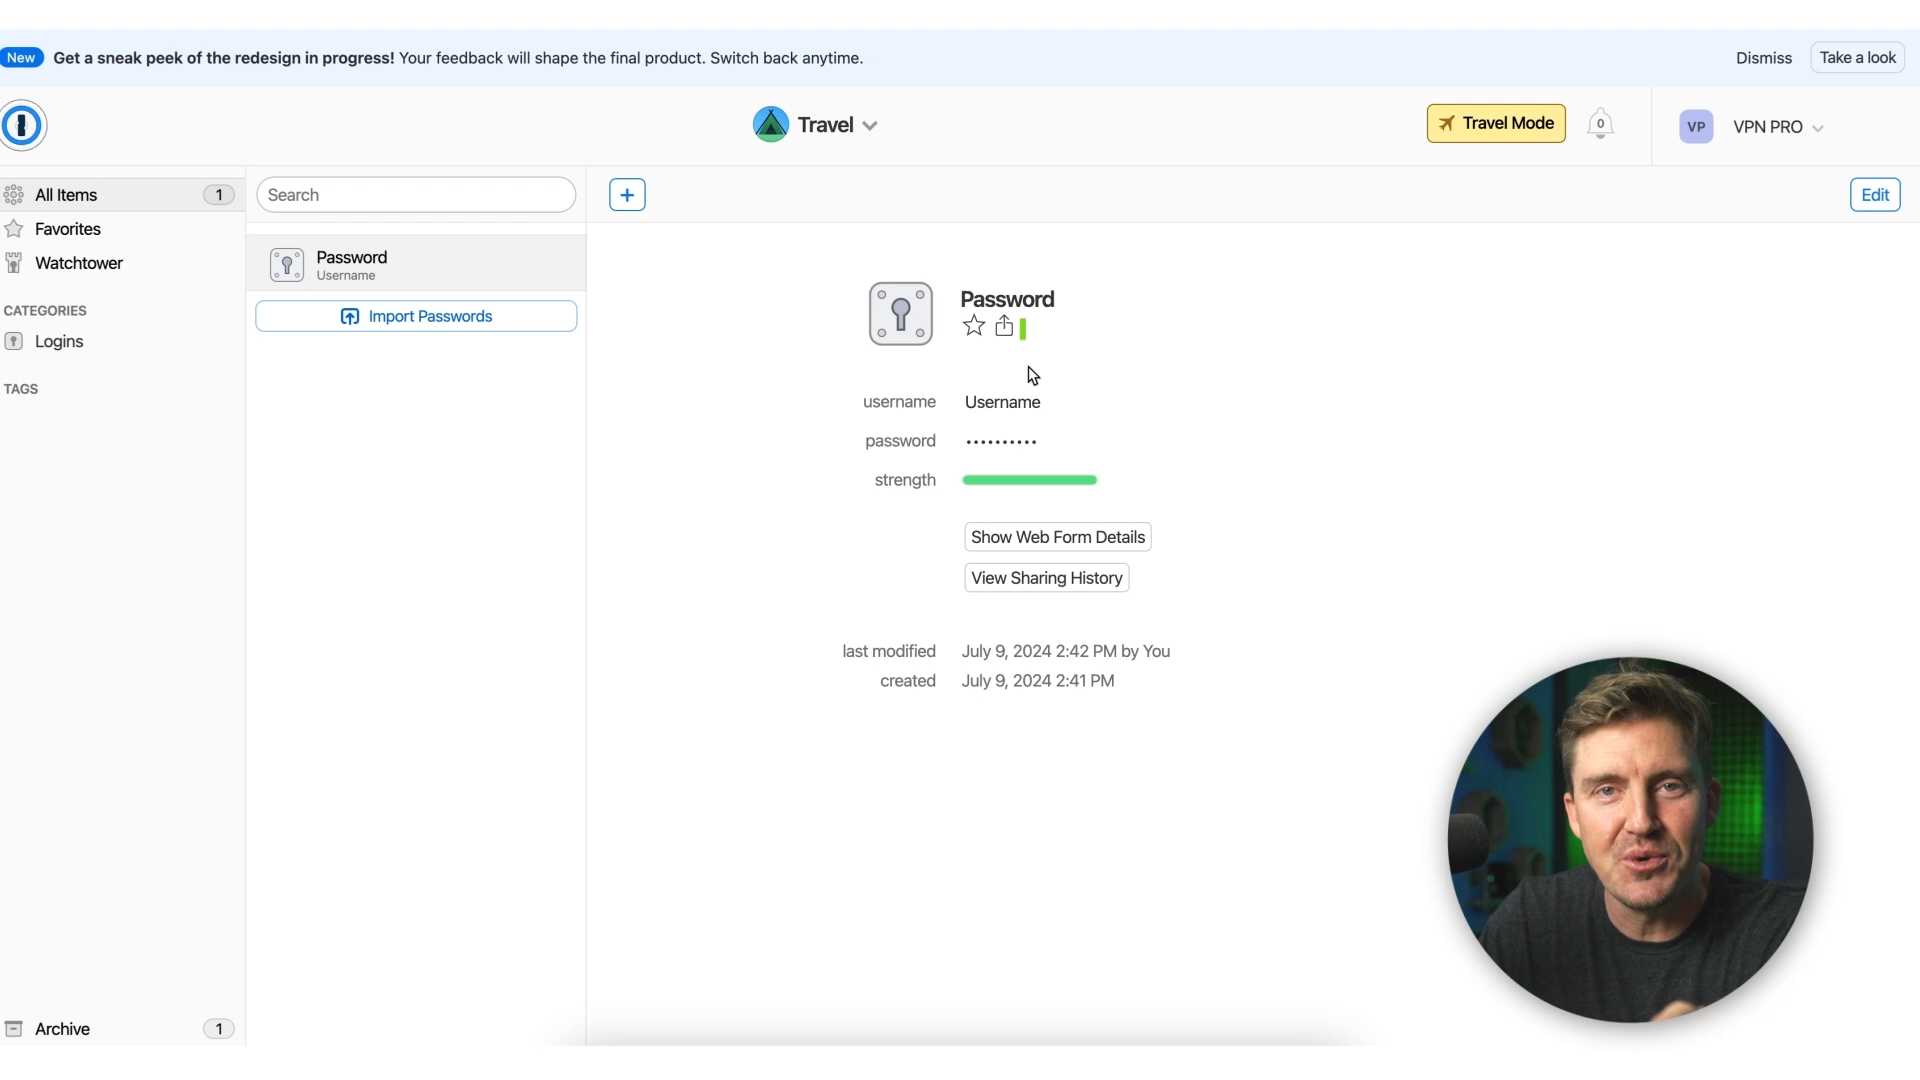 New Get a sneak peek of the redesign in progress! Your feedback will shape the final product. Switch back anytime. Dismiss Take a look
Travel Travel Mode 0 VP VPN PRO
All Items 1 Search + Edit
Favorites
Watchtower
CATEGORIES
Logins
TAGS
Archive 1
Password
Username
Import Passwords
Password
username Username
password ••••••••••
strength
Show Web Form Details
View Sharing History
last modified July 9, 2024 2:42 PM by You
created July 9, 2024 2:41 PM